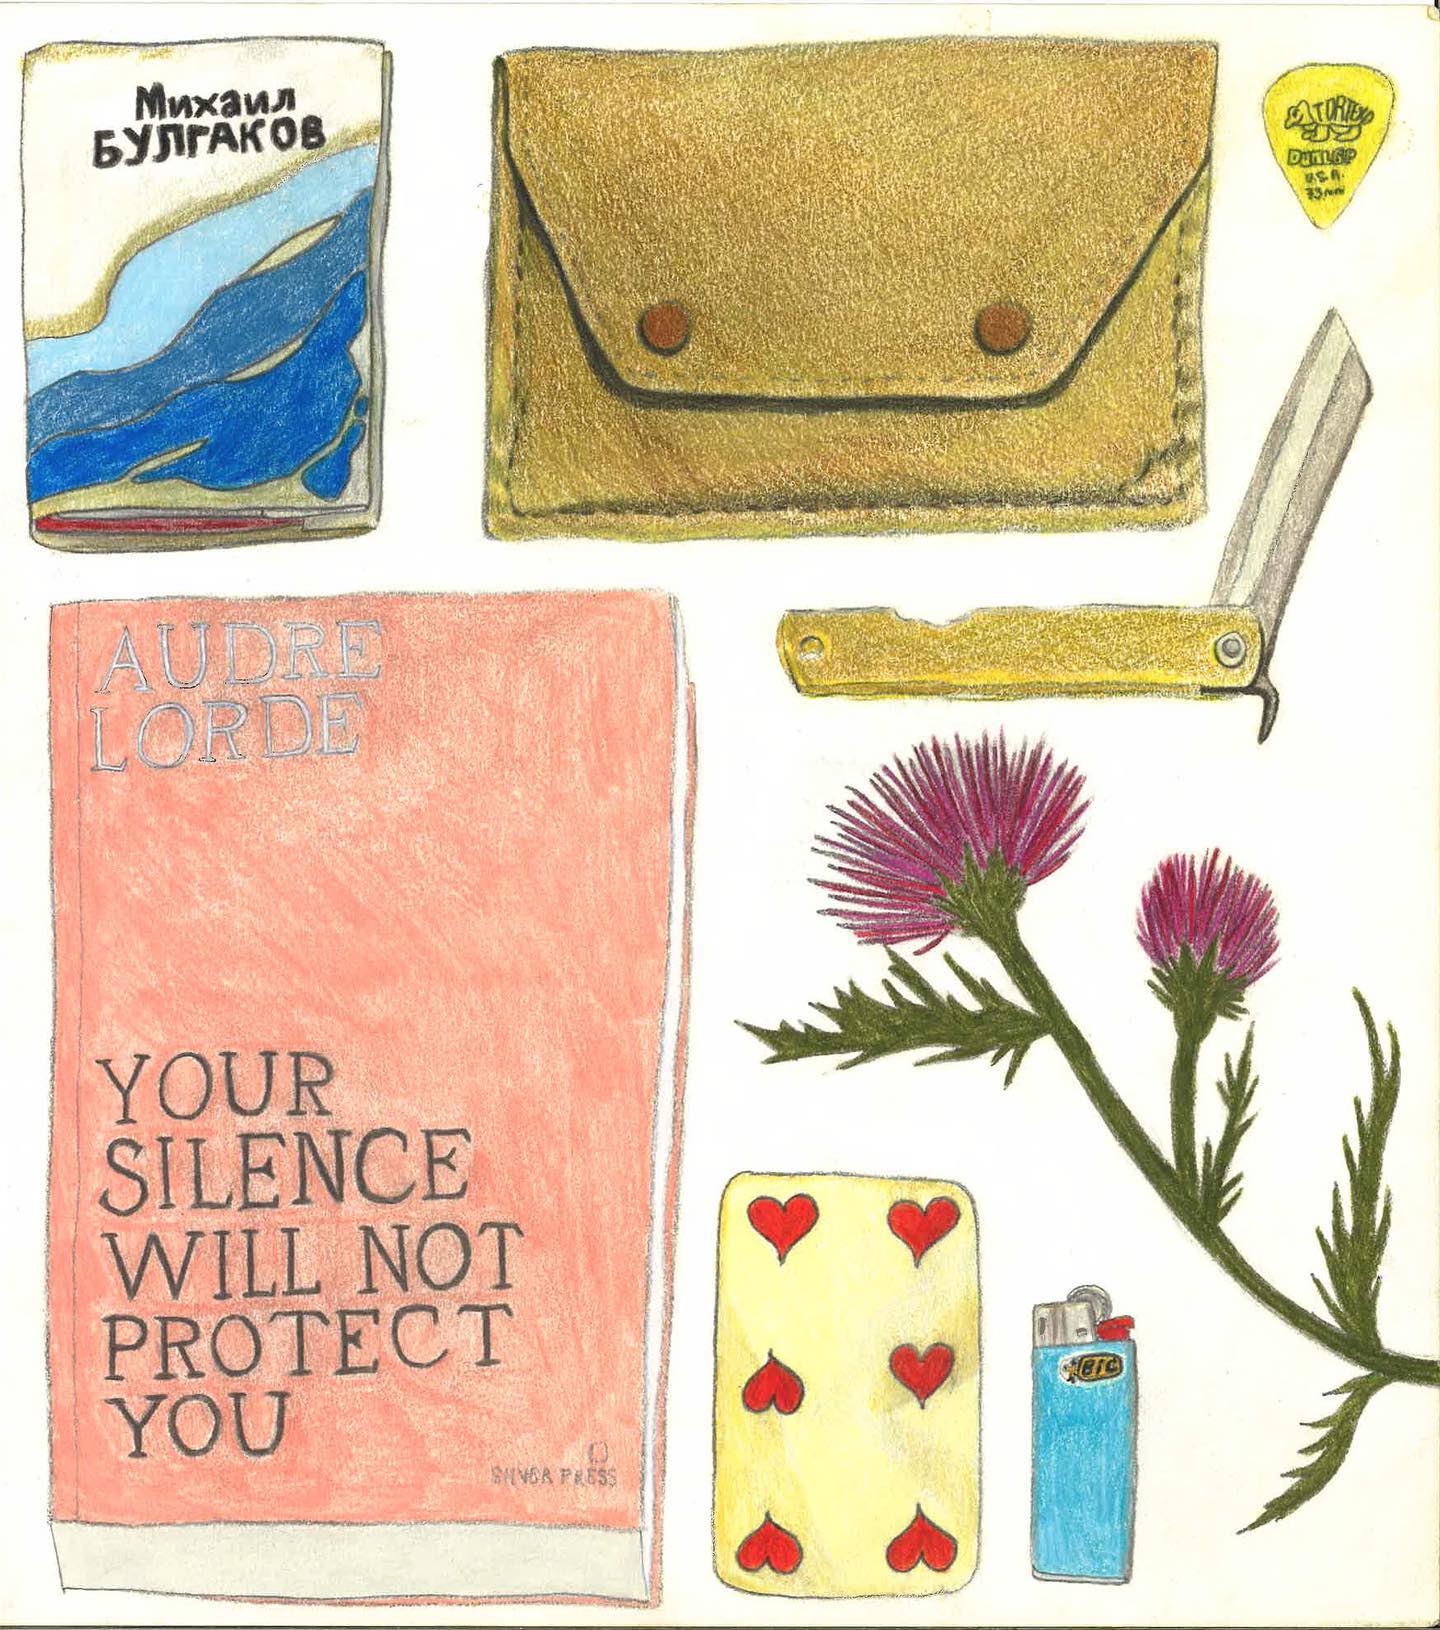 Михаил
БУЛГАКОВ
TORTEX
DUNLOP
U.S.A.
.73mm
AUDRE
LORDE
YOUR
SILENCE
WILL NOT
PROTECT
YOU
SILVER PRESS
BIC